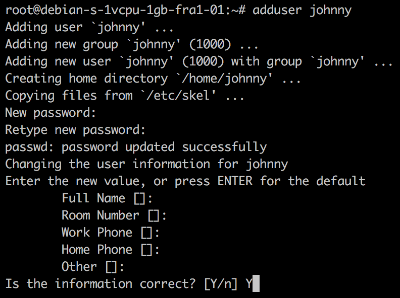 root@debian-s-1vcpu-1gb-fra1-01:~# adduser johnny
Adding user `johnny' ...
Adding new group `johnny' (1000) ...
Adding new user `johnny' (1000) with group `johnny' ...
Creating home directory `/home/johnny' ...
Copying files from `/etc/skel' ...
New password:
Retype new password:
passwd: password updated successfully
Changing the user information for johnny
Enter the new value, or press ENTER for the default
        Full Name []:
        Room Number []:
        Work Phone []:
        Home Phone []:
        Other []:
Is the information correct? [Y/n] Y